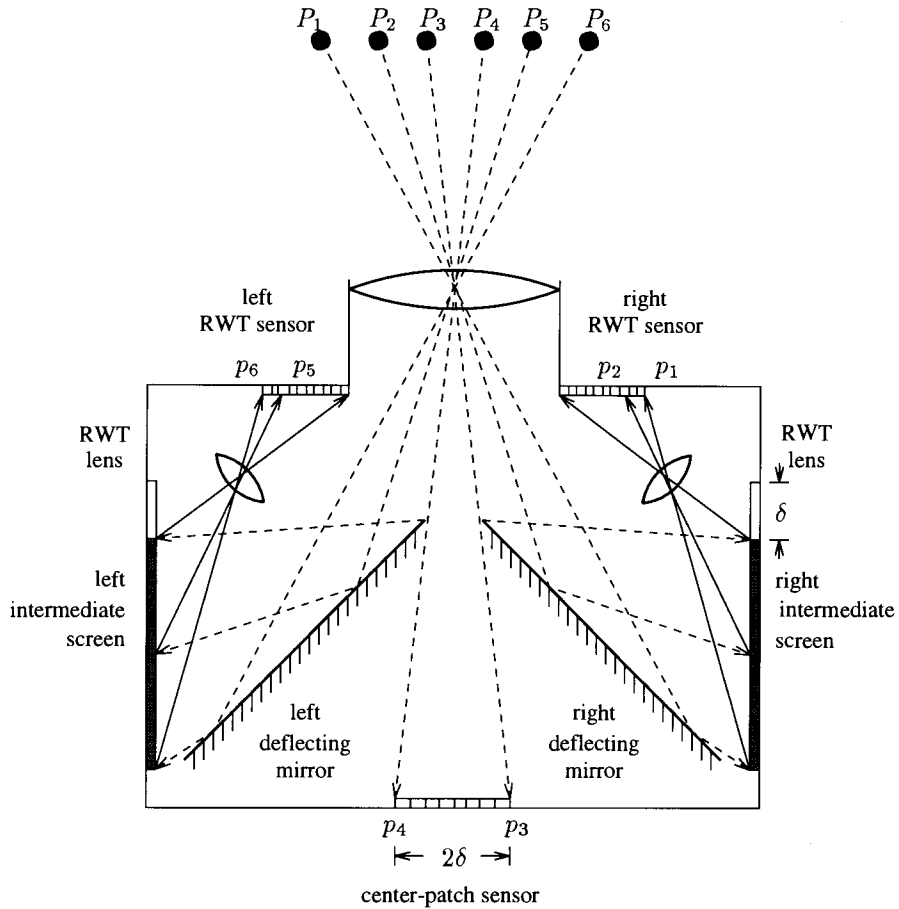 P1 P2 P3 P4 P5 P6
left
RWT sensor
right
RWT sensor
p6 p5
p2 p1
RWT
lens
RWT
lens
δ
left
intermediate
screen
right
intermediate
screen
left
deflecting
mirror
right
deflecting
mirror
p4 p3
2δ
center-patch sensor